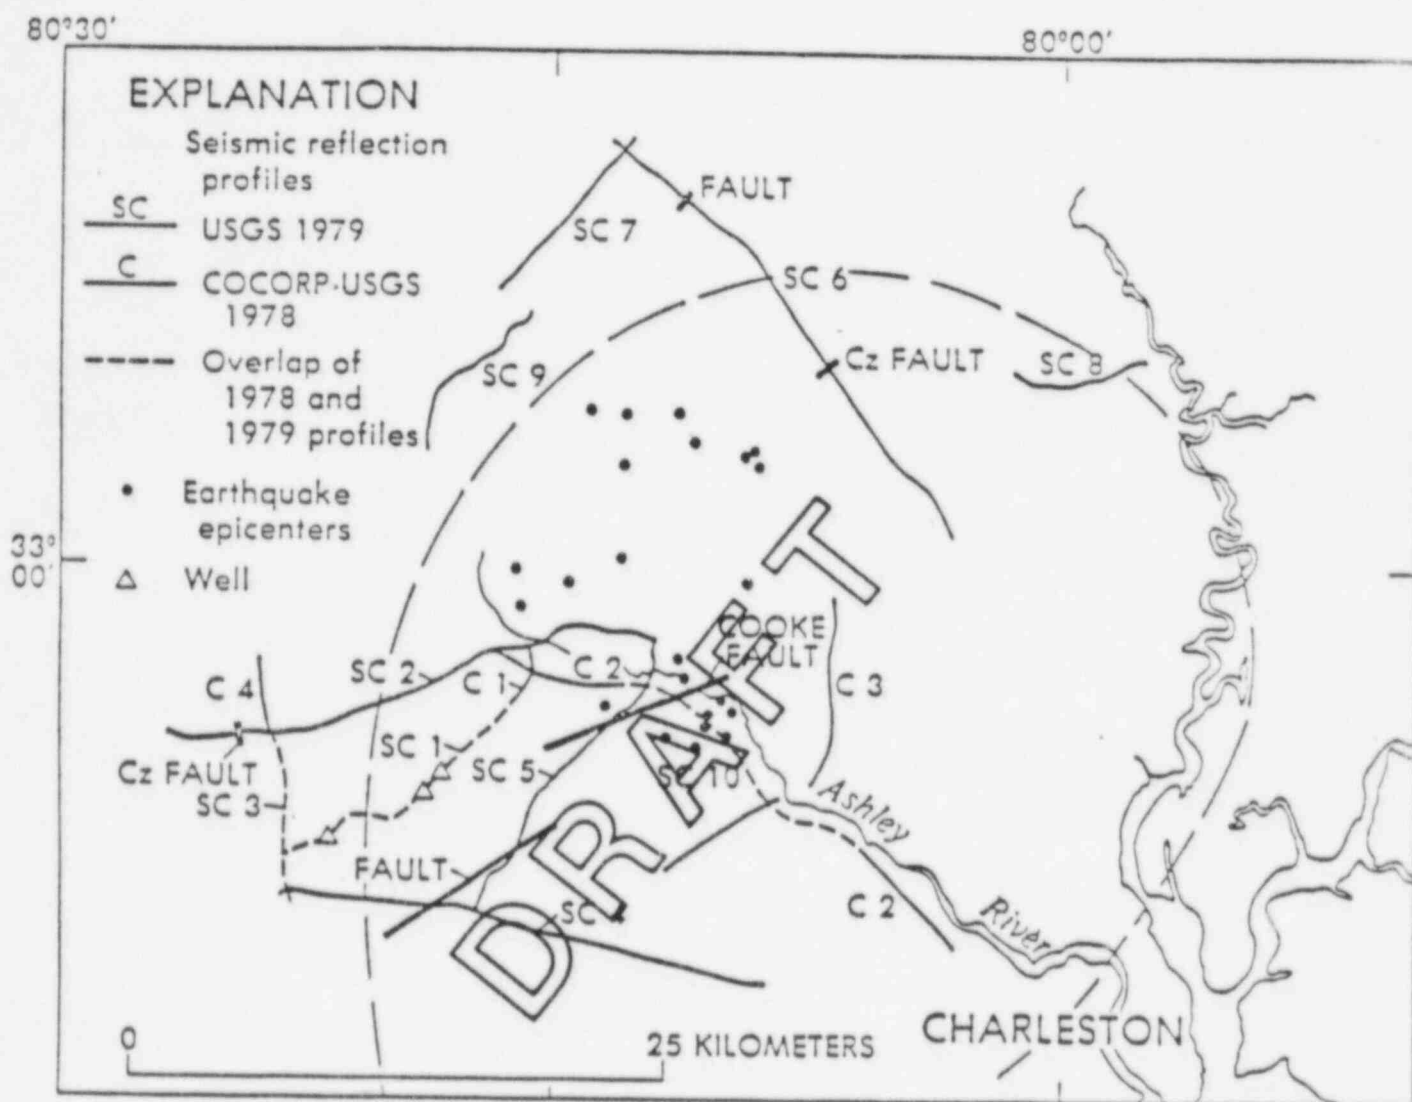 80°30'
80°00'
EXPLANATION
Seismic reflection
profiles
SC
USGS 1979
C
COCORP-USGS
1978
Overlap of
1978 and
1979 profiles
Earthquake
epicenters
Well
FAULT
SC 7
SC 6
SC 9
Cz FAULT
SC 8
33°
00'
COOKE
FAULT
SC 2
C 4
C 1
C 2
C 3
SC 1
Cz FAULT
SC 3
SC 5
SC 10
Ashley
River
FAULT
SC 4
C 2
DRAFT
CHARLESTON
0
25 KILOMETERS